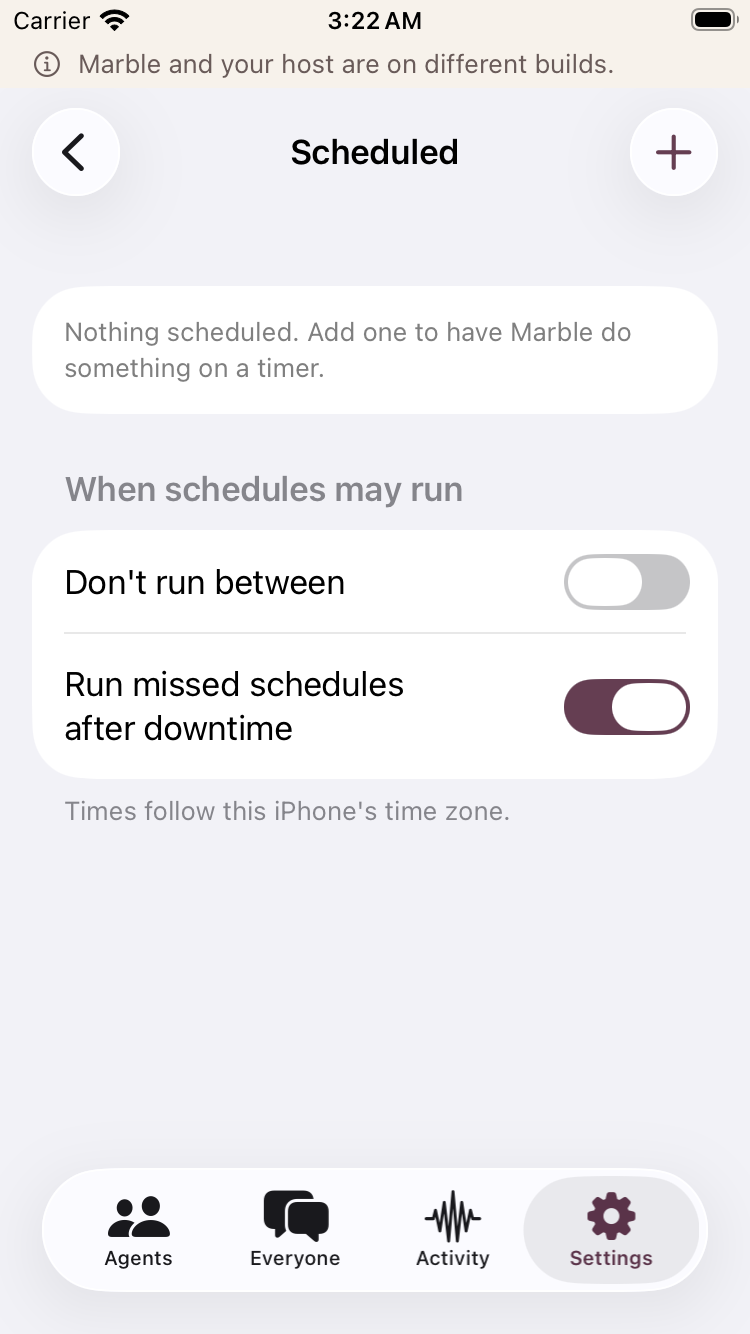 Carrier
3:22 AM
Marble and your host are on different builds.
Scheduled
Nothing scheduled. Add one to have Marble do
something on a timer.
When schedules may run
Don't run between
Run missed schedules
after downtime
Times follow this iPhone's time zone.
Agents
Everyone
Activity
Settings